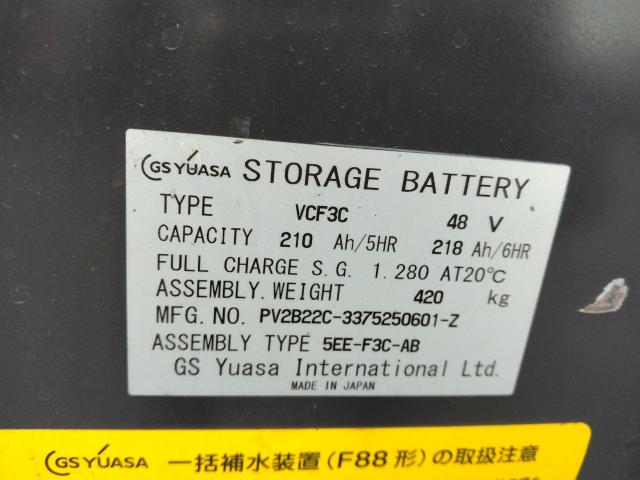 GS YUASA STORAGE BATTERY
TYPE VCF3C 48 V
CAPACITY 210 Ah/5HR 218 Ah/6HR
FULL CHARGE S.G. 1.280 AT20℃
ASSEMBLY.WEIGHT 420 kg
MFG.NO. PV2B22C-3375250601-Z
ASSEMBLY TYPE 5EE-F3C-AB
GS Yuasa International Ltd.
MADE IN JAPAN
GS YUASA 一括補水装置(F88形)の取扱注意